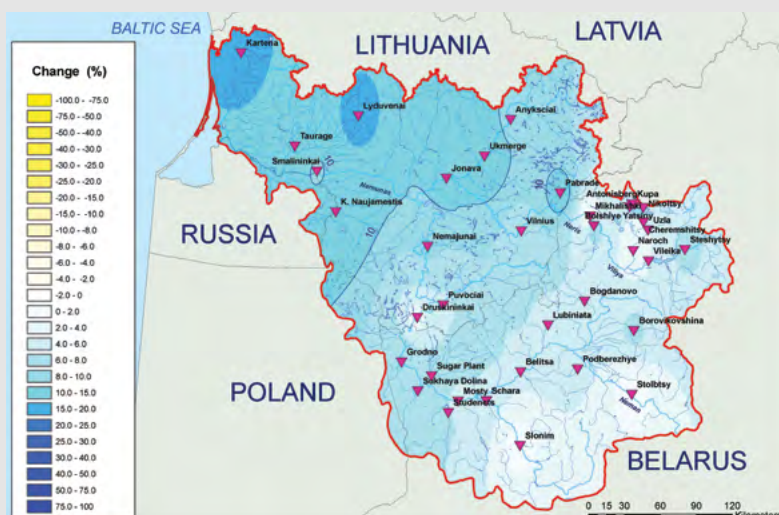 BALTIC SEA
LITHUANIA
LATVIA
RUSSIA
POLAND
BELARUS
Change (%)
-100.0 - -75.0
-75.0 - -50.0
-50.0 - -40.0
-40.0 - -30.0
-30.0 - -25.0
-25.0 - -20.0
-20.0 - -15.0
-15.0 - -10.0
-10.0 - -8.0
-8.0 - -6.0
-6.0 - -4.0
-4.0 - -2.0
-2.0 - 0
0 - 2.0
2.0 - 4.0
4.0 - 6.0
6.0 - 8.0
8.0 - 10.0
10.0 - 15.0
15.0 - 20.0
20.0 - 25.0
25.0 - 30.0
30.0 - 40.0
40.0 - 50.0
50.0 - 75.0
75.0 - 100
Kartena
Lyduvenai
Anyksciai
Taurage
Ukmerge
Smalininkai
10
Jonava
Nemunas
Pabrade
10
K. Naujamestis
Antonisberg
Kupa
Mikhalishki
Nikoltsy
Bolshiye Yatsiny
Uzla
Cheremshitsy
Vilnius
Neris
10
Nemajunai
Naroch
Steshytsy
Vileika
Viliya
Puvociai
Bogdanovo
Druskininkai
Lubiniata
Borovikovshina
Grodno
Sugar Plant
Belitsa
Podberezhye
Sukhaya Dolina
Mosty
Schara
Stolbtsy
Studenets
Neman
Slonim
0 15 30 60 90 120